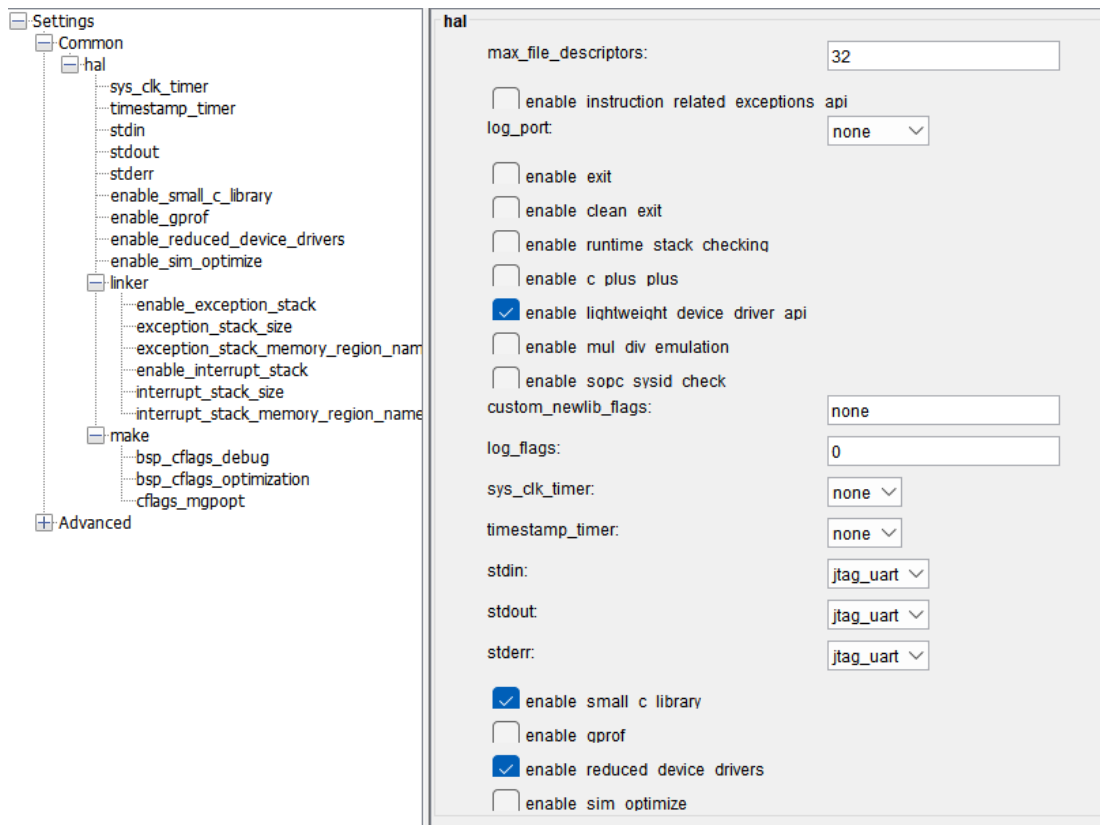 Settings
Common
hal
sys_clk_timer
timestamp_timer
stdin
stdout
stderr
enable_small_c_library
enable_gprof
enable_reduced_device_drivers
enable_sim_optimize
linker
enable_exception_stack
exception_stack_size
exception_stack_memory_region_nam
enable_interrupt_stack
interrupt_stack_size
interrupt_stack_memory_region_name
make
bsp_cflags_debug
bsp_cflags_optimization
cflags_mgpopt
Advanced
hal
max_file_descriptors: 32
enable instruction related exceptions api
log_port: none
enable exit
enable clean exit
enable runtime stack checking
enable c plus plus
enable lightweight device driver api
enable mul div emulation
enable sopc sysid check
custom_newlib_flags: none
log_flags: 0
sys_clk_timer: none
timestamp_timer: none
stdin: jtag_uart
stdout: jtag_uart
stderr: jtag_uart
enable small c library
enable gprof
enable reduced device drivers
enable sim optimize